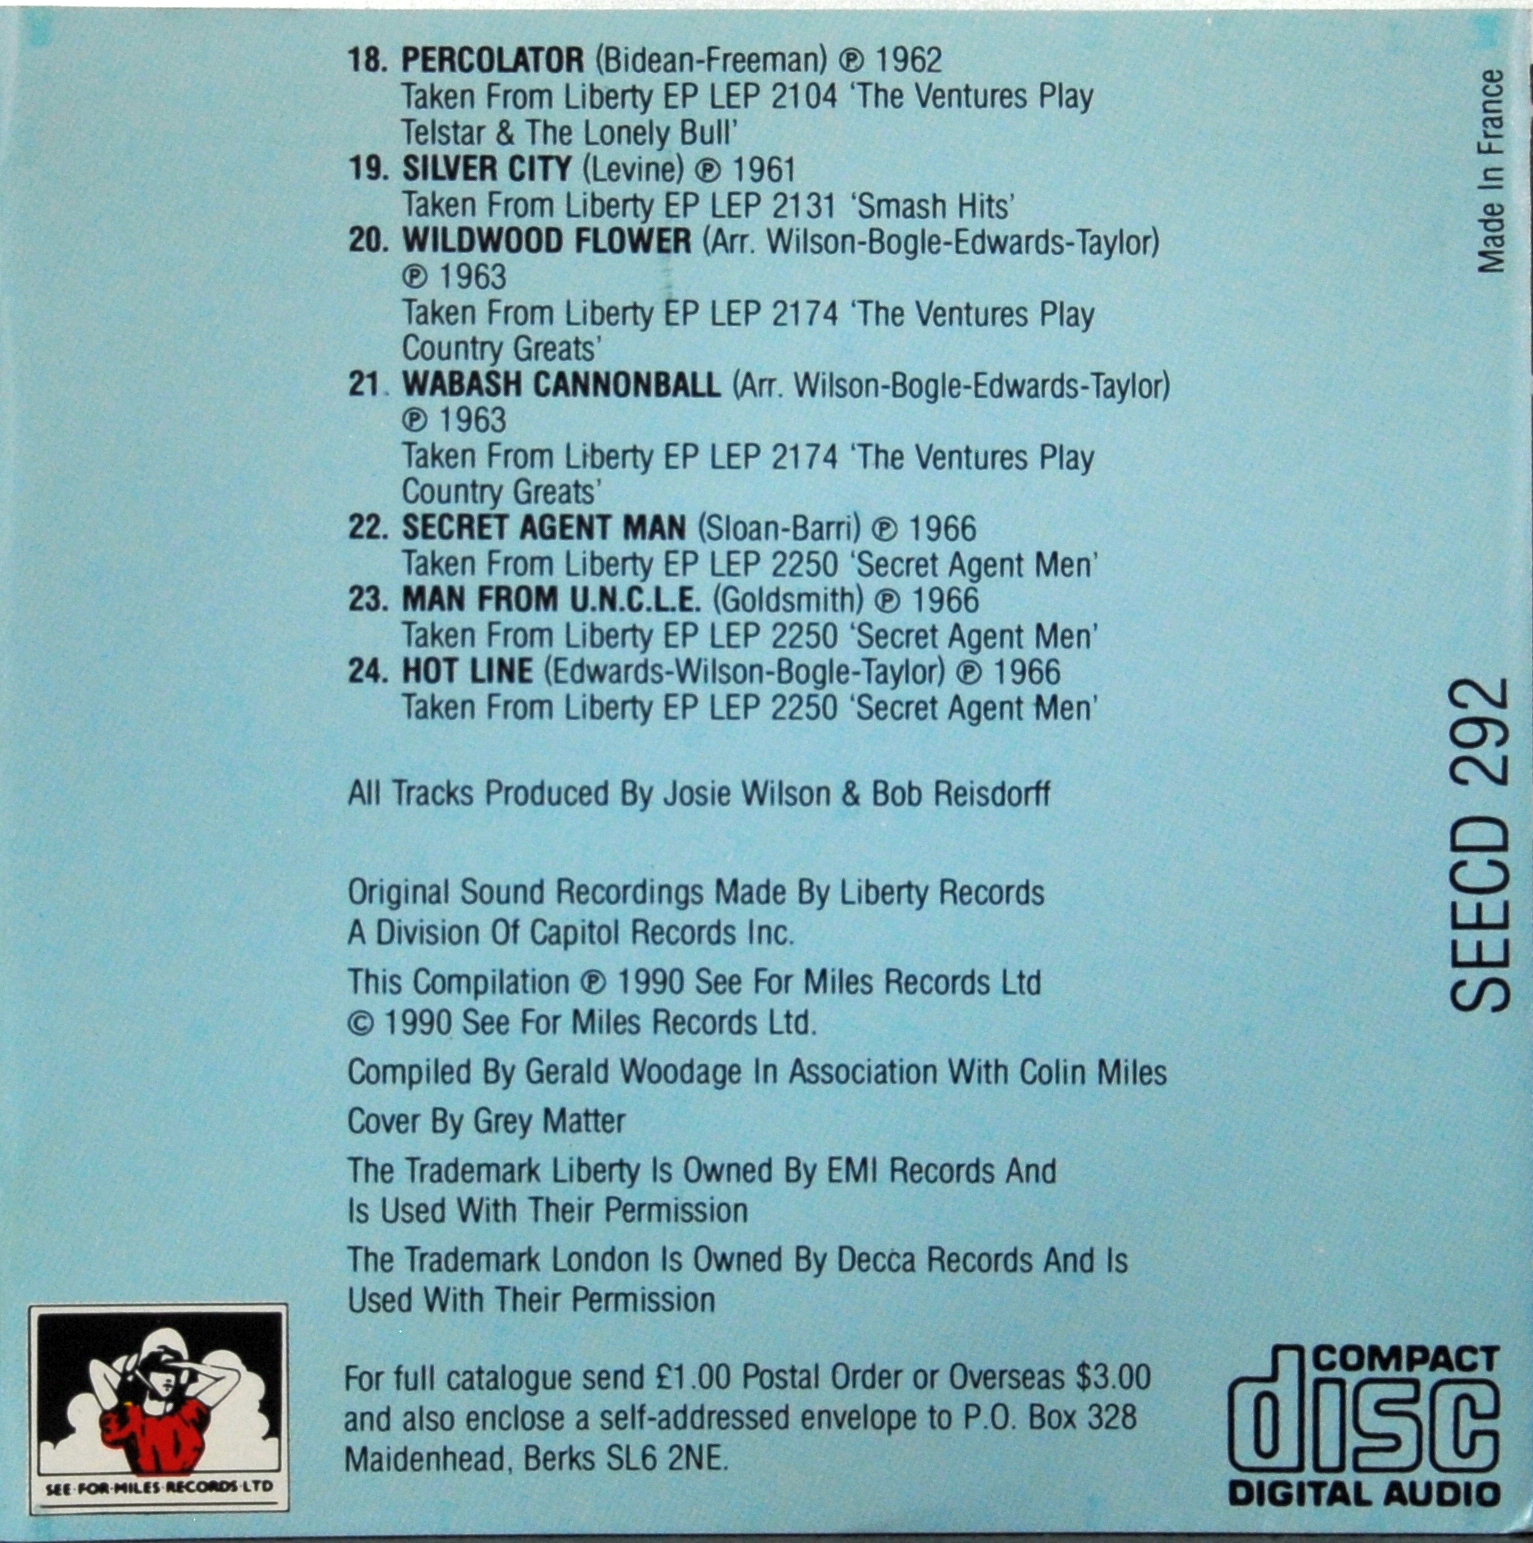 18. PERCOLATOR (Bidean-Freeman) ℗ 1962
Taken From Liberty EP LEP 2104 ‘The Ventures Play
Telstar & The Lonely Bull’
19. SILVER CITY (Levine) ℗ 1961
Taken From Liberty EP LEP 2131 ‘Smash Hits’
20. WILDWOOD FLOWER (Arr. Wilson-Bogle-Edwards-Taylor)
℗ 1963
Taken From Liberty EP LEP 2174 ‘The Ventures Play
Country Greats’
21. WABASH CANNONBALL (Arr. Wilson-Bogle-Edwards-Taylor)
℗ 1963
Taken From Liberty EP LEP 2174 ‘The Ventures Play
Country Greats’
22. SECRET AGENT MAN (Sloan-Barri) ℗ 1966
Taken From Liberty EP LEP 2250 ‘Secret Agent Men’
23. MAN FROM U.N.C.L.E. (Goldsmith) ℗ 1966
Taken From Liberty EP LEP 2250 ‘Secret Agent Men’
24. HOT LINE (Edwards-Wilson-Bogle-Taylor) ℗ 1966
Taken From Liberty EP LEP 2250 ‘Secret Agent Men’
All Tracks Produced By Josie Wilson & Bob Reisdorff
Original Sound Recordings Made By Liberty Records
A Division Of Capitol Records Inc.
This Compilation ℗ 1990 See For Miles Records Ltd
© 1990 See For Miles Records Ltd.
Compiled By Gerald Woodage In Association With Colin Miles
Cover By Grey Matter
The Trademark Liberty Is Owned By EMI Records And
Is Used With Their Permission
The Trademark London Is Owned By Decca Records And Is
Used With Their Permission
For full catalogue send £1.00 Postal Order or Overseas $3.00
and also enclose a self-addressed envelope to P.O. Box 328
Maidenhead, Berks SL6 2NE.
SEE·FOR·MILES·RECORDS·LTD
Made In France
SEECD 292
COMPACT
disc
DIGITAL AUDIO